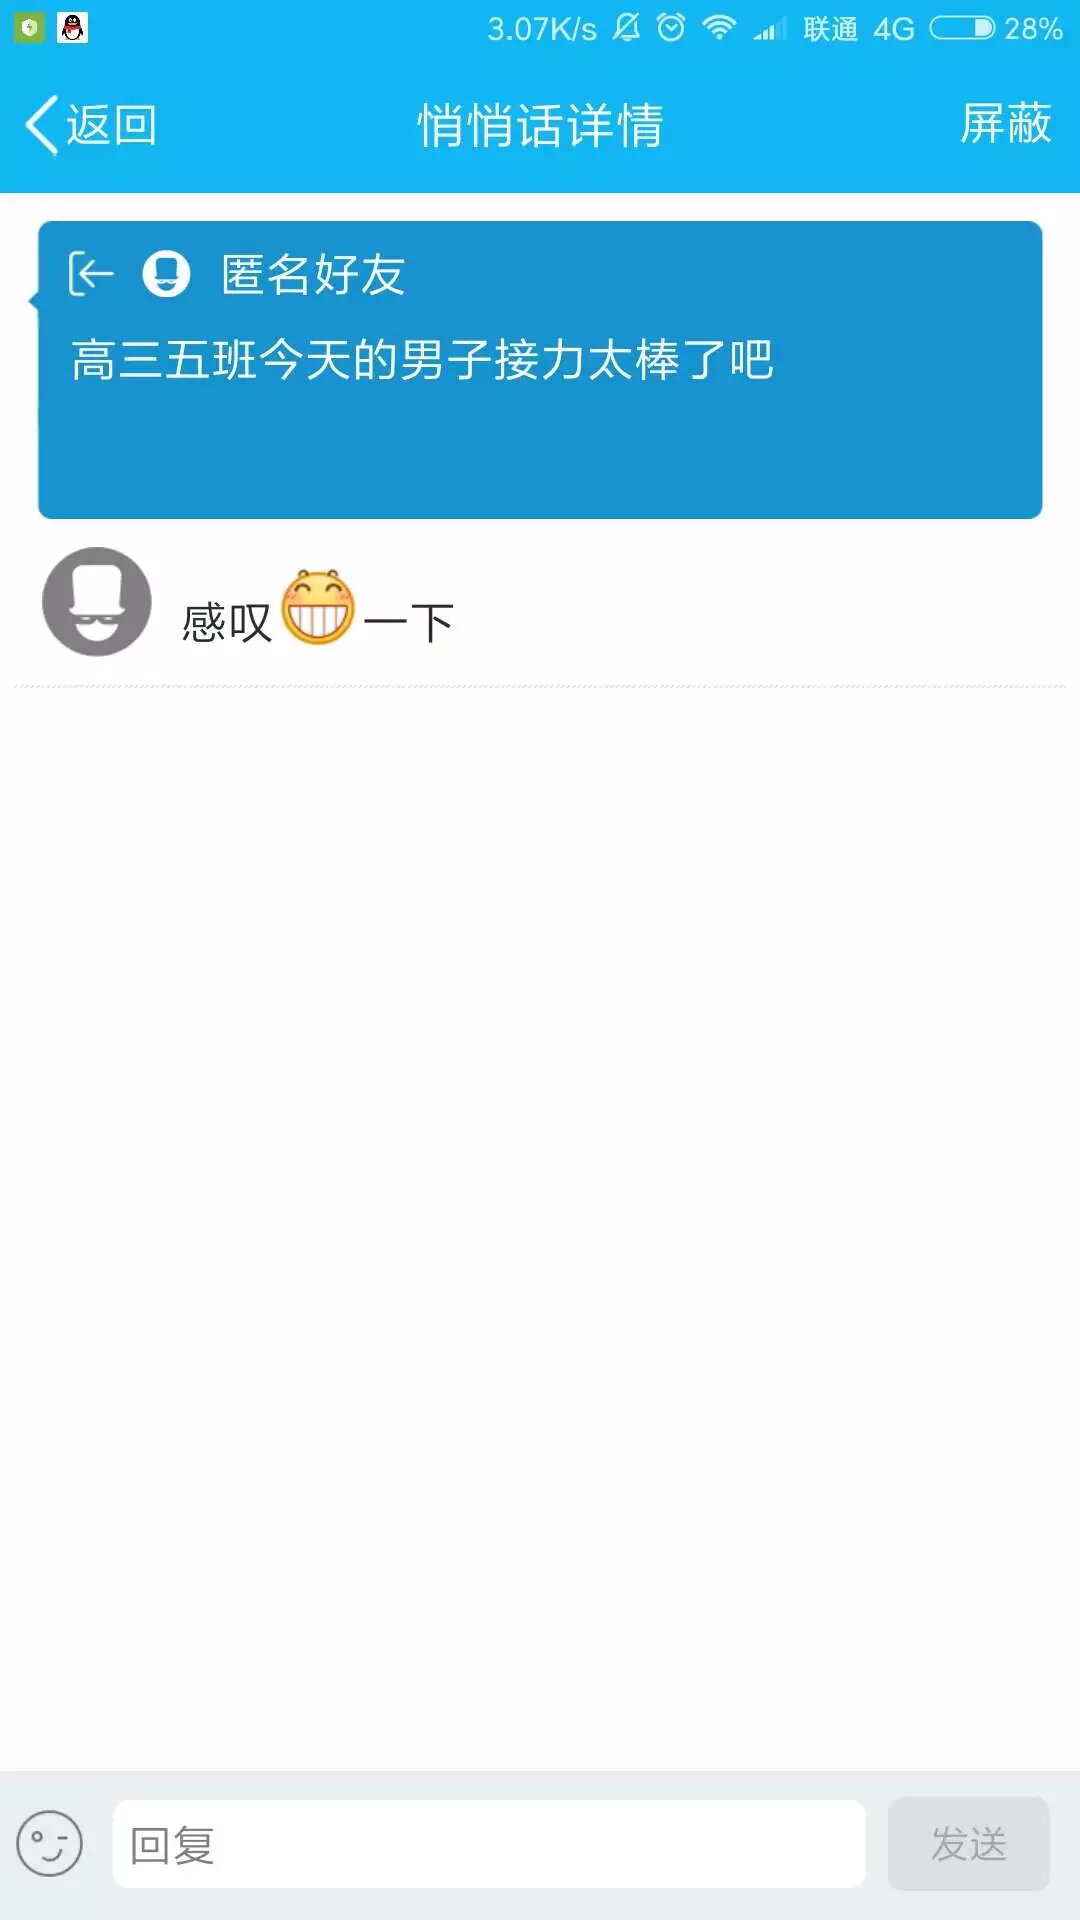 3.07K/s 联通 4G 28%
返回 悄悄话详情 屏蔽
匿名好友
高三五班今天的男子接力太棒了吧
感叹一下
回复 发送